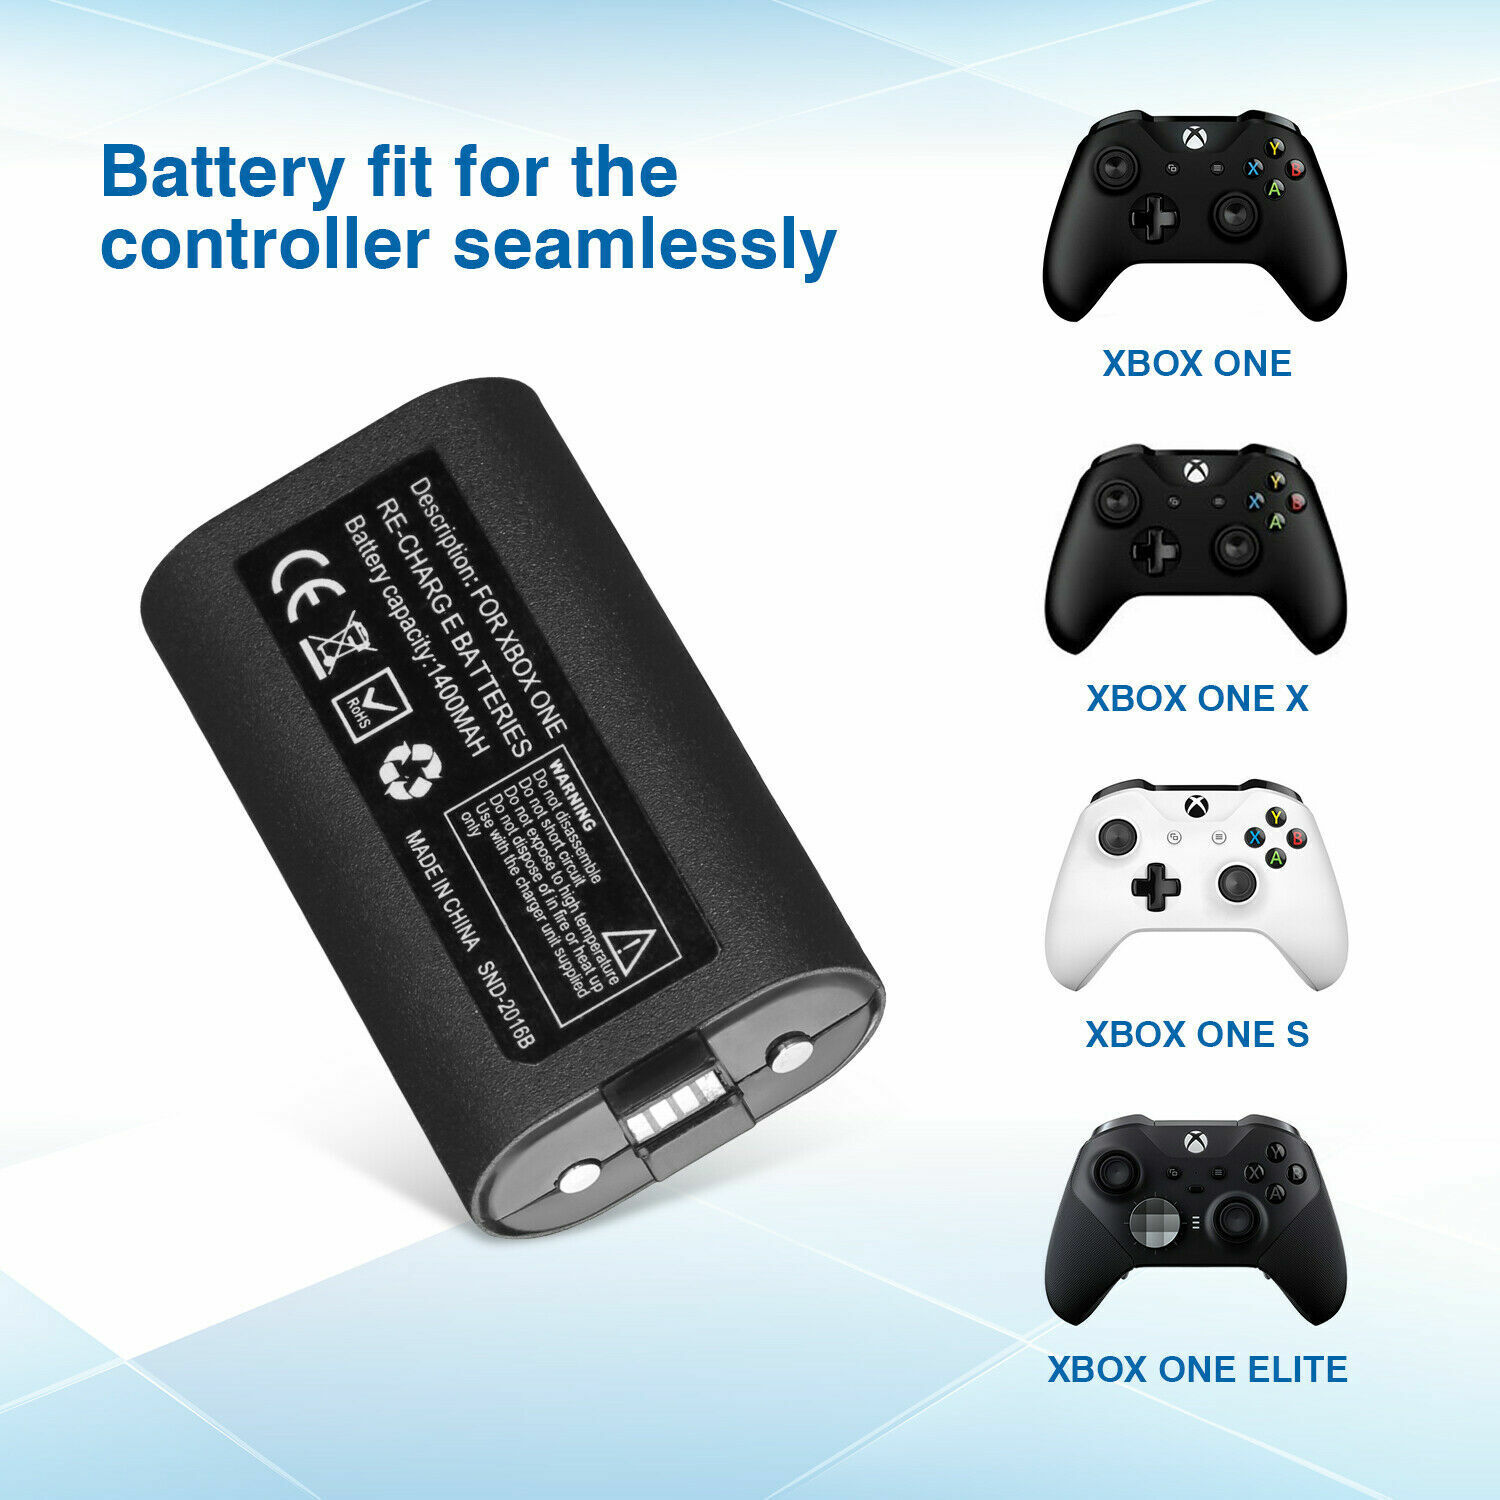 Battery fit for the
controller seamlessly
Description: FOR XBOX ONE
RE-CHARG E BATTERIES
Battery capacity:1400MAH
CE
RoHS
MADE IN CHINA SND-2016B
WARNING
Do not disassemble
Do not short circuit
Do not expose to high temperature
Do not dispose of in fire or heat up
Use with the charger unit supplied
only
Y
X B
A
XBOX ONE
Y
X B
A
XBOX ONE X
Y
X B
A
XBOX ONE S
Y
X B
A
XBOX ONE ELITE